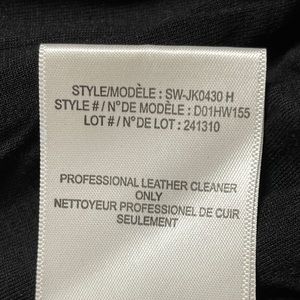 STYLE/MODÈLE : SW-JK0430 H
STYLE # / N° DE MODÈLE : D01HW155
LOT # / N° DE LOT : 241310
PROFESSIONAL LEATHER CLEANER
ONLY
NETTOYEUR PROFESSIONNEL DE CUIR
SEULEMENT